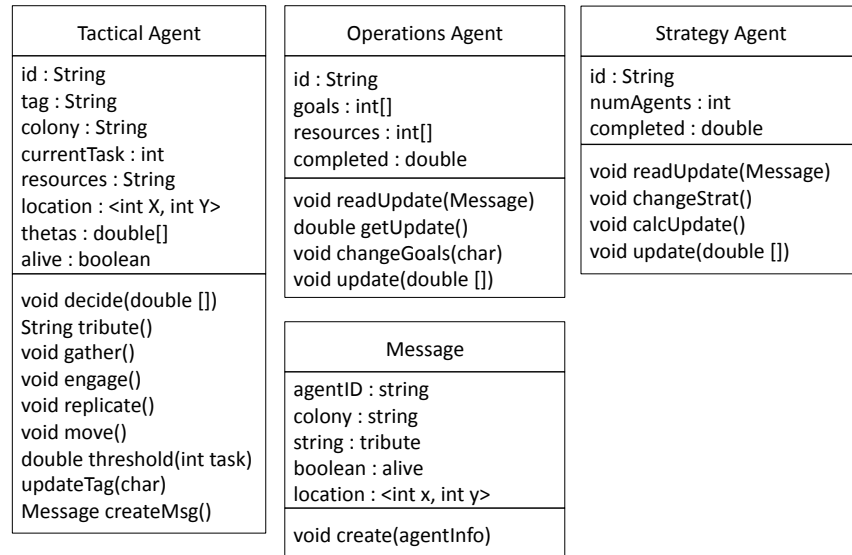 Tactical Agent
id : String
tag : String
colony : String
currentTask : int
resources : String
location : <int X, int Y>
thetas : double[]
alive : boolean
void decide(double [])
String tribute()
void gather()
void engage()
void replicate()
void move()
double threshold(int task)
updateTag(char)
Message createMsg()
Operations Agent
id : String
goals : int[]
resources : int[]
completed : double
void readUpdate(Message)
double getUpdate()
void changeGoals(char)
void update(double [])
Strategy Agent
id : String
numAgents : int
completed : double
void readUpdate(Message)
void changeStrat()
void calcUpdate()
void update(double [])
Message
agentID : string
colony : string
string : tribute
boolean : alive
location : <int x, int y>
void create(agentInfo)